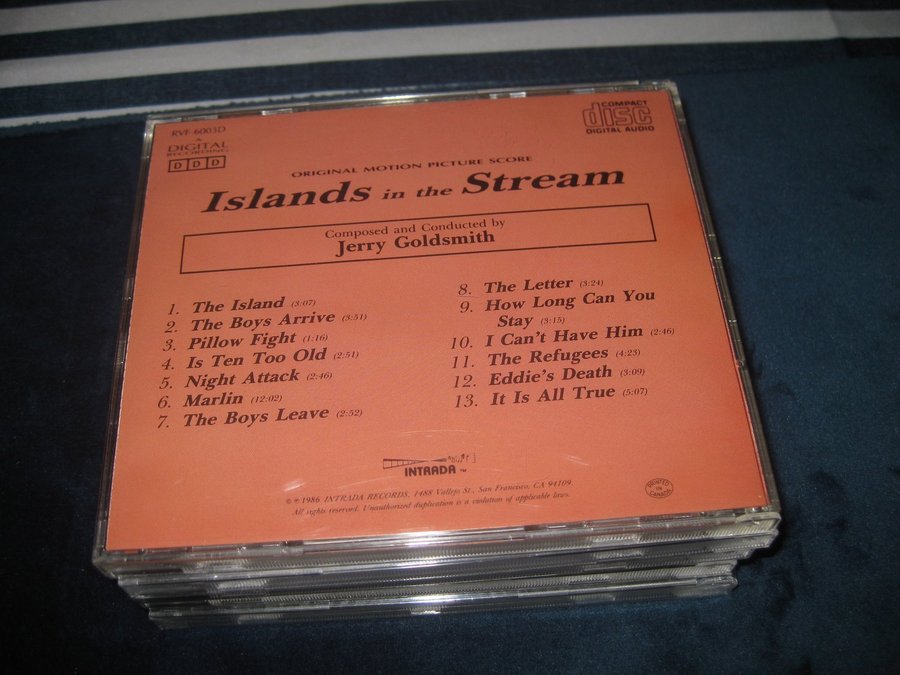 RVF 6003D
A
DIGITAL
RECORDING
D D D
COMPACT
disc
DIGITAL AUDIO
ORIGINAL MOTION PICTURE SCORE
Islands in the Stream
Composed and Conducted by
Jerry Goldsmith
1. The Island (3:07)
2. The Boys Arrive (3:51)
3. Pillow Fight (1:16)
4. Is Ten Too Old (2:51)
5. Night Attack (2:46)
6. Marlin (12:02)
7. The Boys Leave (2:52)
8. The Letter (3:24)
9. How Long Can You
Stay (3:15)
10. I Can't Have Him (2:46)
11. The Refugees (4:23)
12. Eddie's Death (3:09)
13. It Is All True (5:07)
INTRADA ™
© ℗ 1986 INTRADA RECORDS, 1488 Vallejo St., San Francisco, CA 94109.
All rights reserved. Unauthorized duplication is a violation of applicable laws.
PRINTED
IN
CANADA